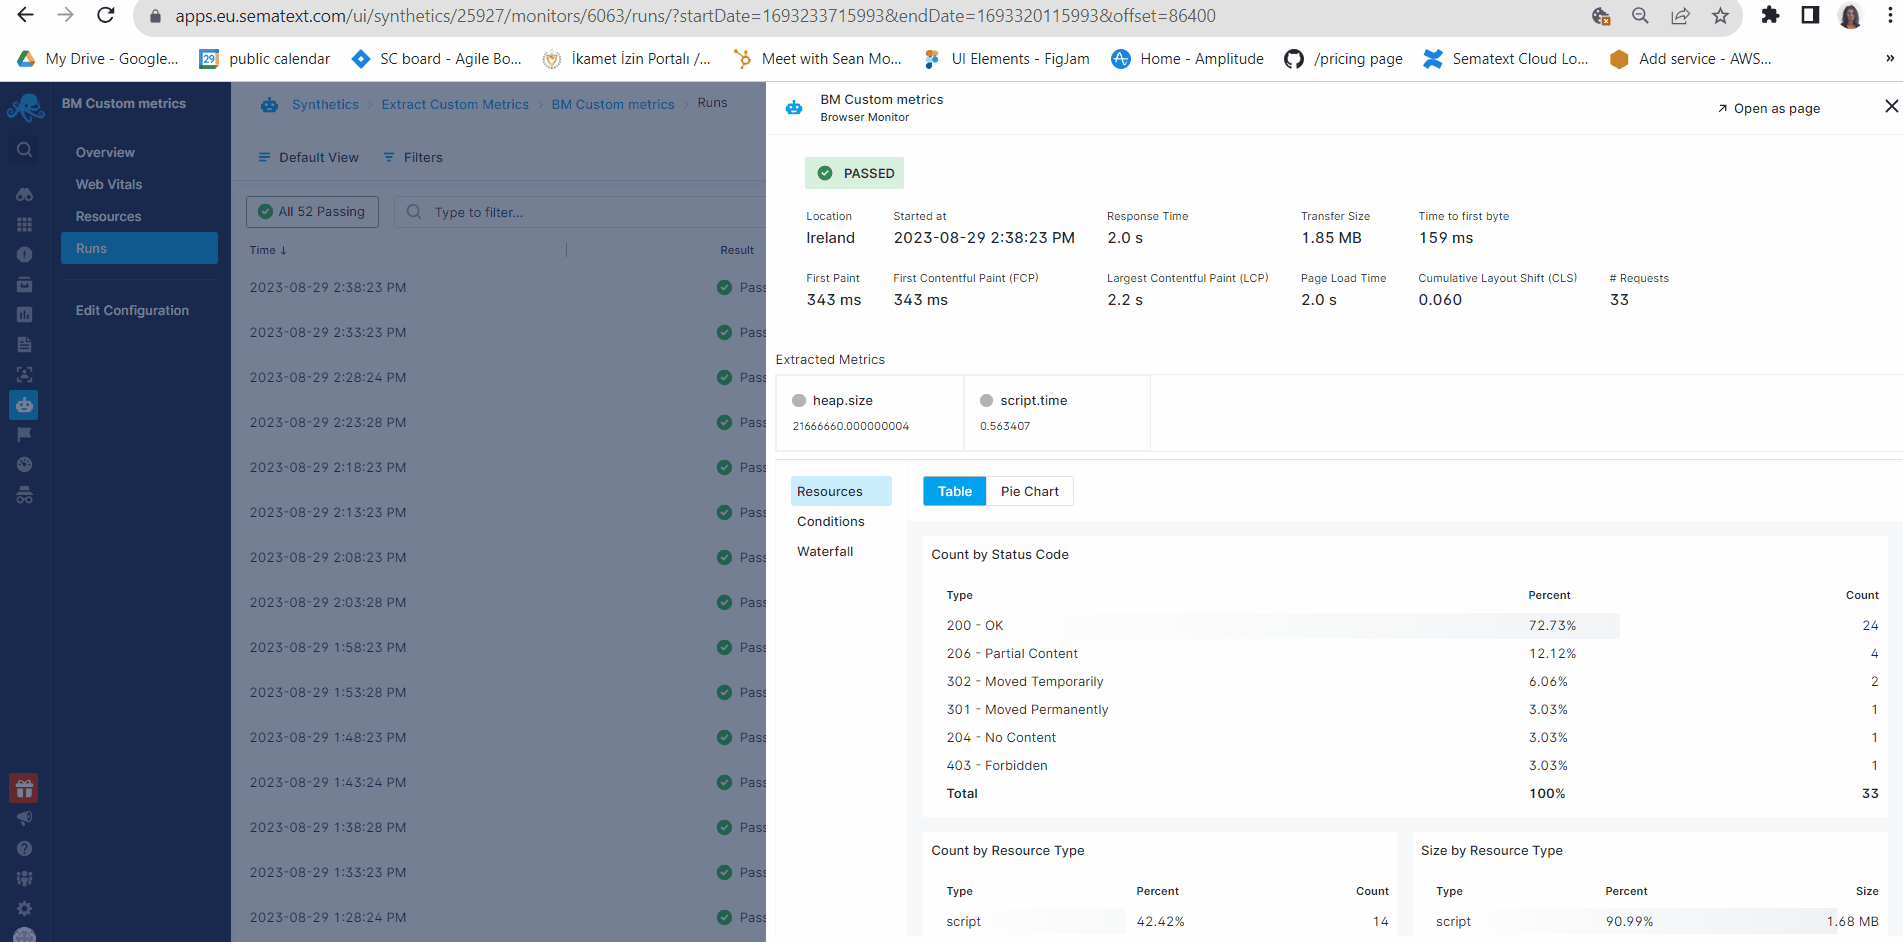 apps.eu.sematext.com/ui/synthetics/25927/monitors/6063/runs/?startDate=1693233715993&endDate=1693320115993&offset=86400
My Drive - Google... 29 public calendar SC board - Agile Bo... İkamet İzin Portalı /... Meet with Sean Mo... UI Elements - FigJam Home - Amplitude /pricing page Sematext Cloud Lo... Add service - AWS... »
BM Custom metrics
Overview
Web Vitals
Resources
Runs
Edit Configuration
Synthetics > Extract Custom Metrics > BM Custom metrics > Runs
Default View Filters
All 52 Passing Type to filter...
Time ↓ Result
2023-08-29 2:38:23 PM Pass
2023-08-29 2:33:23 PM Pass
2023-08-29 2:28:24 PM Pass
2023-08-29 2:23:28 PM Pass
2023-08-29 2:18:23 PM Pass
2023-08-29 2:13:23 PM Pass
2023-08-29 2:08:23 PM Pass
2023-08-29 2:03:28 PM Pass
2023-08-29 1:58:23 PM Pass
2023-08-29 1:53:28 PM Pass
2023-08-29 1:48:23 PM Pass
2023-08-29 1:43:24 PM Pass
2023-08-29 1:38:28 PM Pass
2023-08-29 1:33:23 PM Pass
2023-08-29 1:28:24 PM Pass
BM Custom metrics
Browser Monitor
Open as page
PASSED
Location Started at Response Time Transfer Size Time to first byte
Ireland 2023-08-29 2:38:23 PM 2.0 s 1.85 MB 159 ms
First Paint First Contentful Paint (FCP) Largest Contentful Paint (LCP) Page Load Time Cumulative Layout Shift (CLS) # Requests
343 ms 343 ms 2.2 s 2.0 s 0.060 33
Extracted Metrics
heap.size script.time
21666660.000000004 0.563407
Resources
Conditions
Waterfall
Table Pie Chart
Count by Status Code
Type Percent Count
200 - OK 72.73% 24
206 - Partial Content 12.12% 4
302 - Moved Temporarily 6.06% 2
301 - Moved Permanently 3.03% 1
204 - No Content 3.03% 1
403 - Forbidden 3.03% 1
Total 100% 33
Count by Resource Type
Type Percent Count
script 42.42% 14
Size by Resource Type
Type Percent Size
script 90.99% 1.68 MB